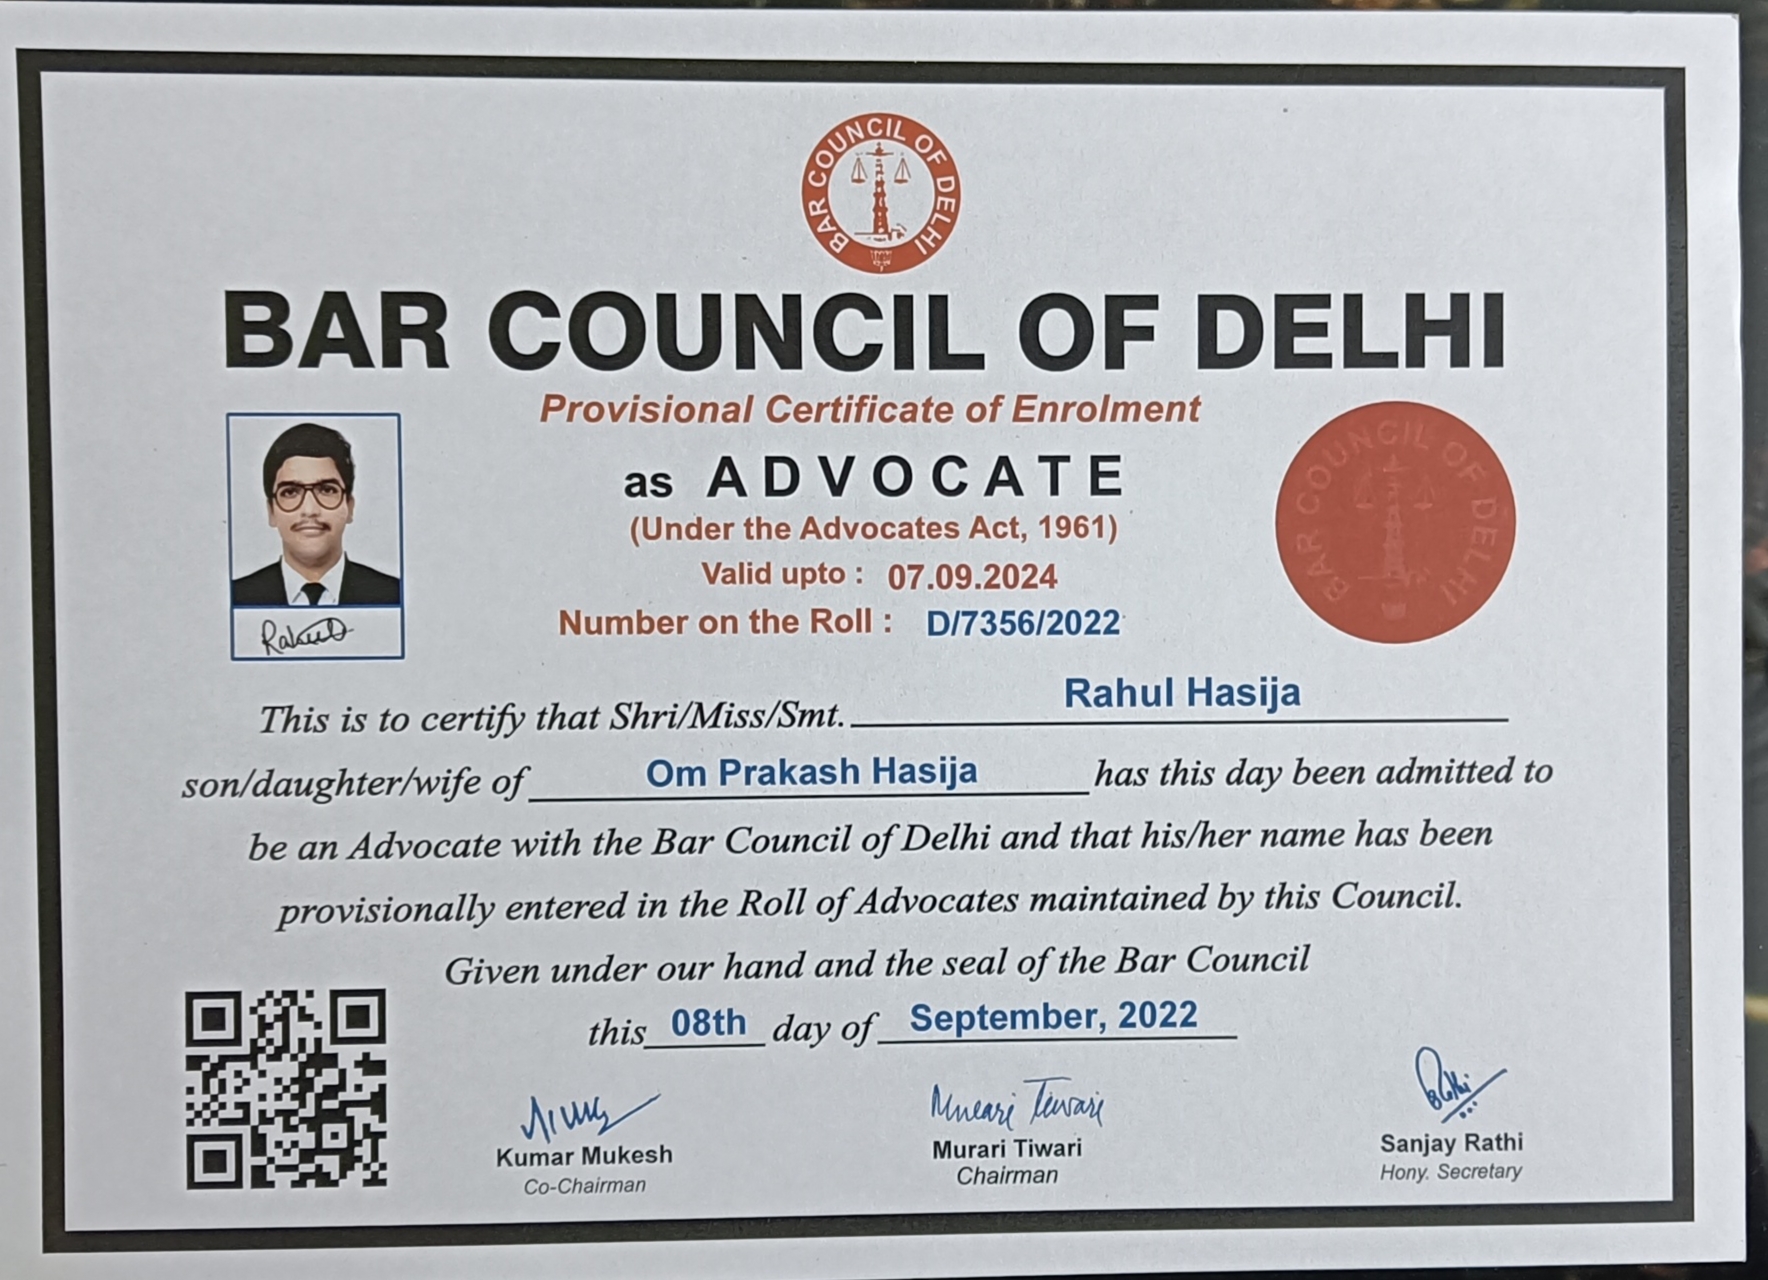 BAR COUNCIL OF DELHI
BAR COUNCIL OF DELHI
Provisional Certificate of Enrolment
as ADVOCATE
(Under the Advocates Act, 1961)
Valid upto : 07.09.2024
Number on the Roll : D/7356/2022
BAR COUNCIL OF DELHI
Rahul
This is to certify that Shri/Miss/Smt. Rahul Hasija
son/daughter/wife of Om Prakash Hasija has this day been admitted to
be an Advocate with the Bar Council of Delhi and that his/her name has been
provisionally entered in the Roll of Advocates maintained by this Council.
Given under our hand and the seal of the Bar Council
this 08th day of September, 2022
Murari Tiwari
Kumar Mukesh
Co-Chairman
Murari Tiwari
Chairman
Sanjay Rathi
Hony. Secretary